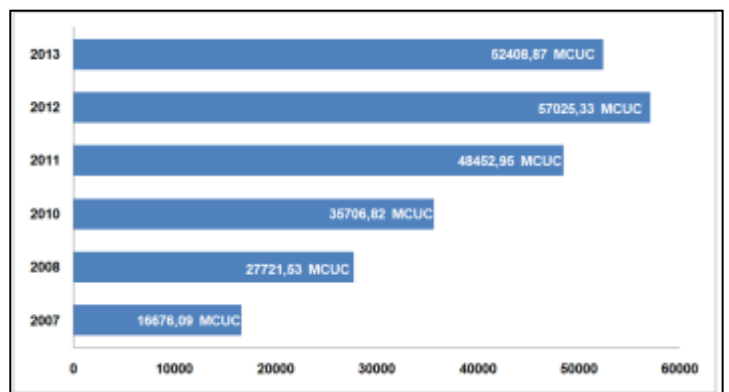 2013 52408,87 MCUC
2012 57025,33 MCUC
2011 48452,95 MCUC
2010 35706,82 MCUC
2008 27721,53 MCUC
2007 16676,09 MCUC
0 10000 20000 30000 40000 50000 60000